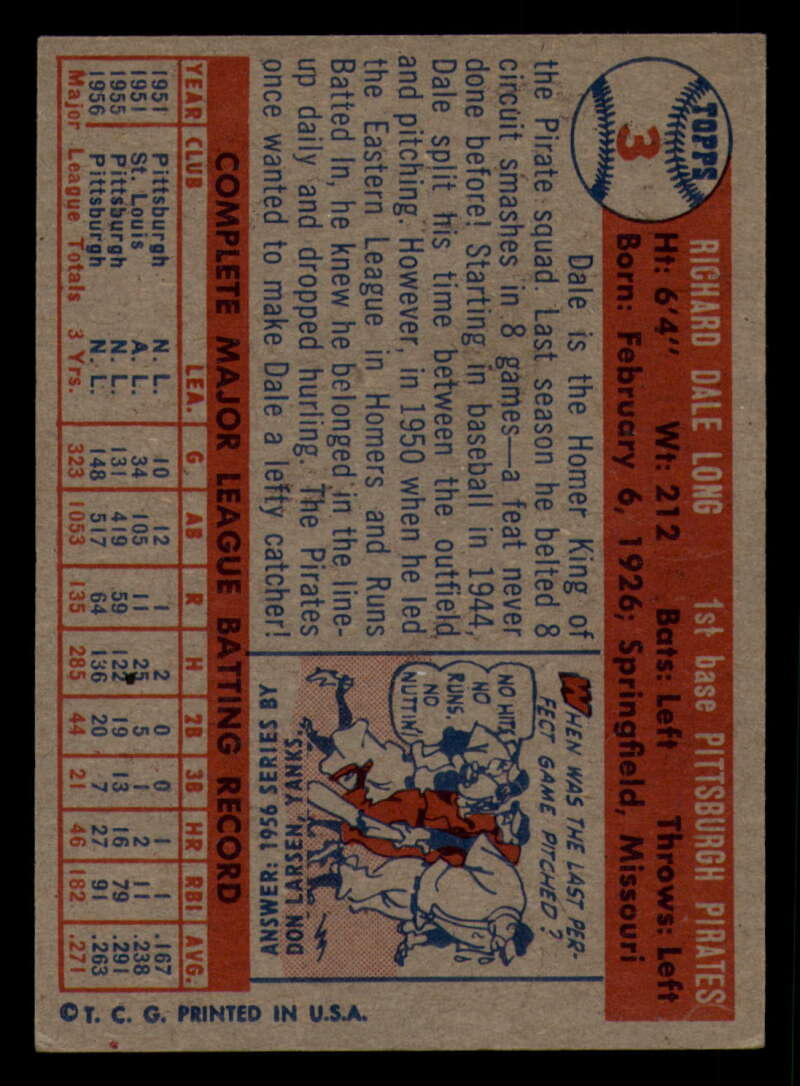 TOPPS
3
RICHARD DALE LONG 1st base PITTSBURGH PIRATES
Ht: 6'4" Wt: 212 Bats: Left Throws: Left
Born: February 6, 1926; Springfield, Missouri
Dale is the Homer King of
the Pirate squad. Last season he belted 8
circuit smashes in 8 games—a feat never
done before! Starting in baseball in 1944,
Dale split his time between the outfield
and pitching. However, in 1950 when he led
the Eastern League in Homers and Runs
Batted In, he knew he belonged in the line-
up daily and dropped hurling. The Pirates
once wanted to make Dale a lefty catcher!
WHEN WAS THE LAST PER-
FECT GAME PITCHED?
NO HITS
NO
RUNS,
NO
NUTTIN'
ANSWER: 1956 SERIES BY
DON LARSEN, YANKS.
COMPLETE MAJOR LEAGUE BATTING RECORD
YEAR CLUB LEA. G AB R H 2B 3B HR RBI AVG.
1951 Pittsburgh N. L. 10 12 1 2 0 0 1 1 .167
1951 St. Louis A. L. 34 105 11 25 5 1 2 11 .238
1955 Pittsburgh N. L. 131 419 59 122 19 13 16 79 .291
1956 Pittsburgh N. L. 148 517 64 136 20 7 27 91 .263
Major League Totals 3 Yrs. 323 1053 135 285 44 21 46 182 .271
© T. C. G. PRINTED IN U.S.A.